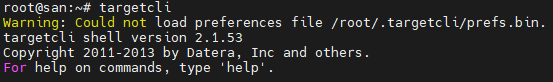 root@san:~# targetcli
Warning: Could not load preferences file /root/.targetcli/prefs.bin.
targetcli shell version 2.1.53
Copyright 2011-2013 by Datera, Inc and others.
For help on commands, type 'help'.